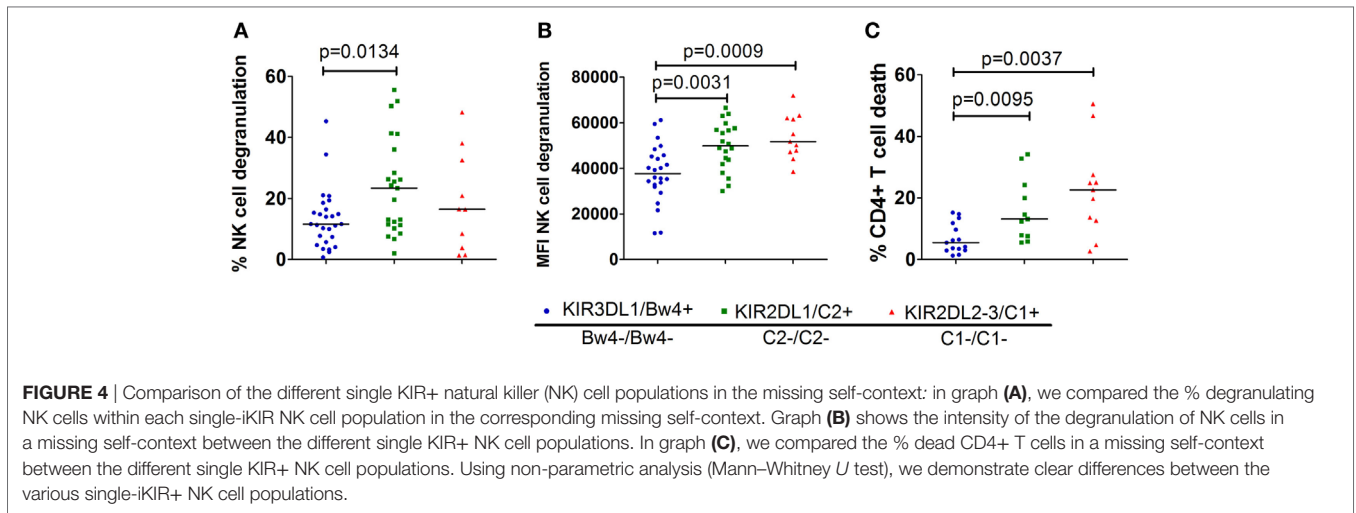 A
p=0.0134
% NK cell degranulation
60
40
20
0
B
p=0.0009
p=0.0031
MFI NK cell degranulation
80000
60000
40000
20000
0
C
p=0.0037
p=0.0095
% CD4+ T cell death
60
40
20
0
KIR3DL1/Bw4+ KIR2DL1/C2+ KIR2DL2-3/C1+
Bw4-/Bw4- C2-/C2- C1-/C1-
FIGURE 4 | Comparison of the different single KIR+ natural killer (NK) cell populations in the missing self-context: in graph (A), we compared the % degranulating
NK cells within each single-iKIR NK cell population in the corresponding missing self-context. Graph (B) shows the intensity of the degranulation of NK cells in
a missing self-context between the different single KIR+ NK cell populations. In graph (C), we compared the % dead CD4+ T cells in a missing self-context
between the different single KIR+ NK cell populations. Using non-parametric analysis (Mann–Whitney U test), we demonstrate clear differences between the
various single-iKIR+ NK cell populations.